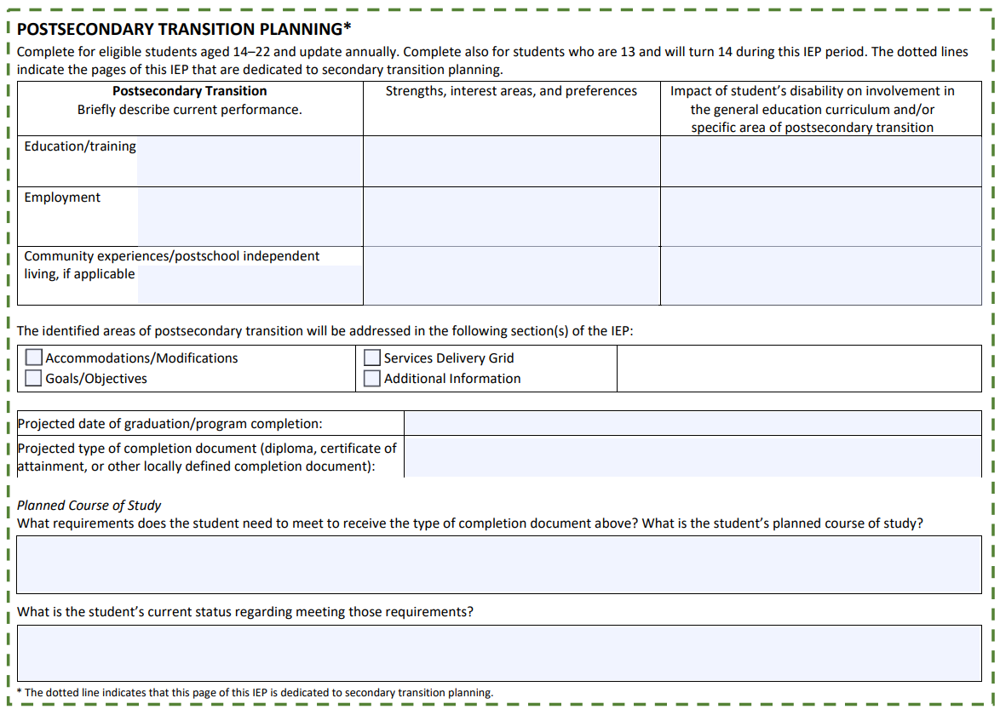 POSTSECONDARY TRANSITION PLANNING*
Complete for eligible students aged 14–22 and update annually. Complete also for students who are 13 and will turn 14 during this IEP period. The dotted lines
indicate the pages of this IEP that are dedicated to secondary transition planning.
Postsecondary Transition
Briefly describe current performance.
Strengths, interest areas, and preferences
Impact of student’s disability on involvement in
the general education curriculum and/or
specific area of postsecondary transition
Education/training
Employment
Community experiences/postschool independent
living, if applicable
The identified areas of postsecondary transition will be addressed in the following section(s) of the IEP:
Accommodations/Modifications
Goals/Objectives
Services Delivery Grid
Additional Information
Projected date of graduation/program completion:
Projected type of completion document (diploma, certificate of
attainment, or other locally defined completion document):
Planned Course of Study
What requirements does the student need to meet to receive the type of completion document above? What is the student’s planned course of study?
What is the student’s current status regarding meeting those requirements?
* The dotted line indicates that this page of this IEP is dedicated to secondary transition planning.